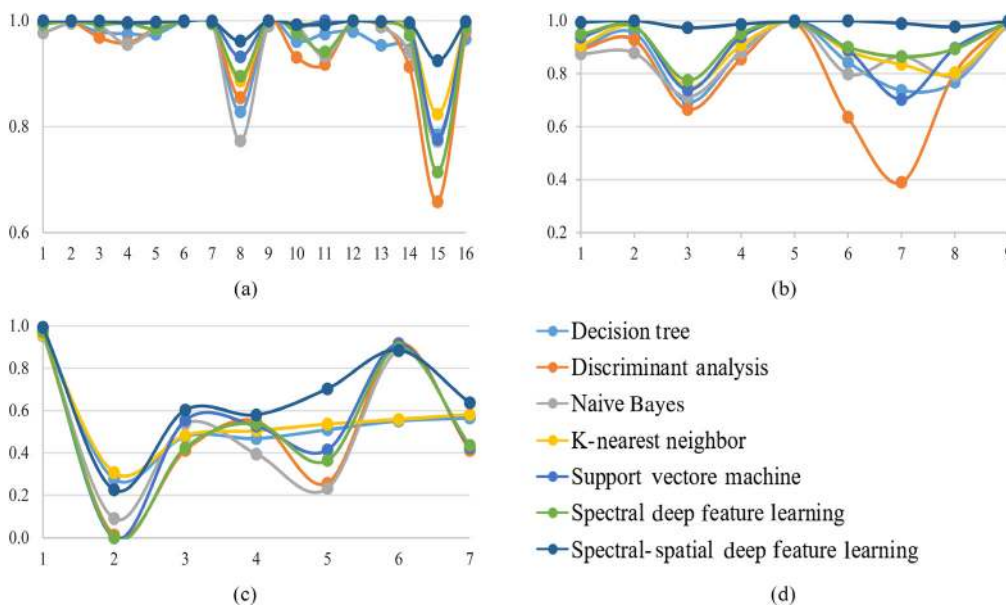 1.0
0.8
0.6
1 2 3 4 5 6 7 8 9 10 11 12 13 14 15 16
(a)
1.0
0.8
0.6
0.4
0.2
1 2 3 4 5 6 7 8
(b)
1.0
0.8
0.6
0.4
0.2
0.0
1 2 3 4 5 6 7
(c)
Decision tree
Discriminant analysis
Naive Bayes
K-nearest neighbor
Support vectore machine
Spectral deep feature learning
Spectral-spatial deep feature learning
(d)